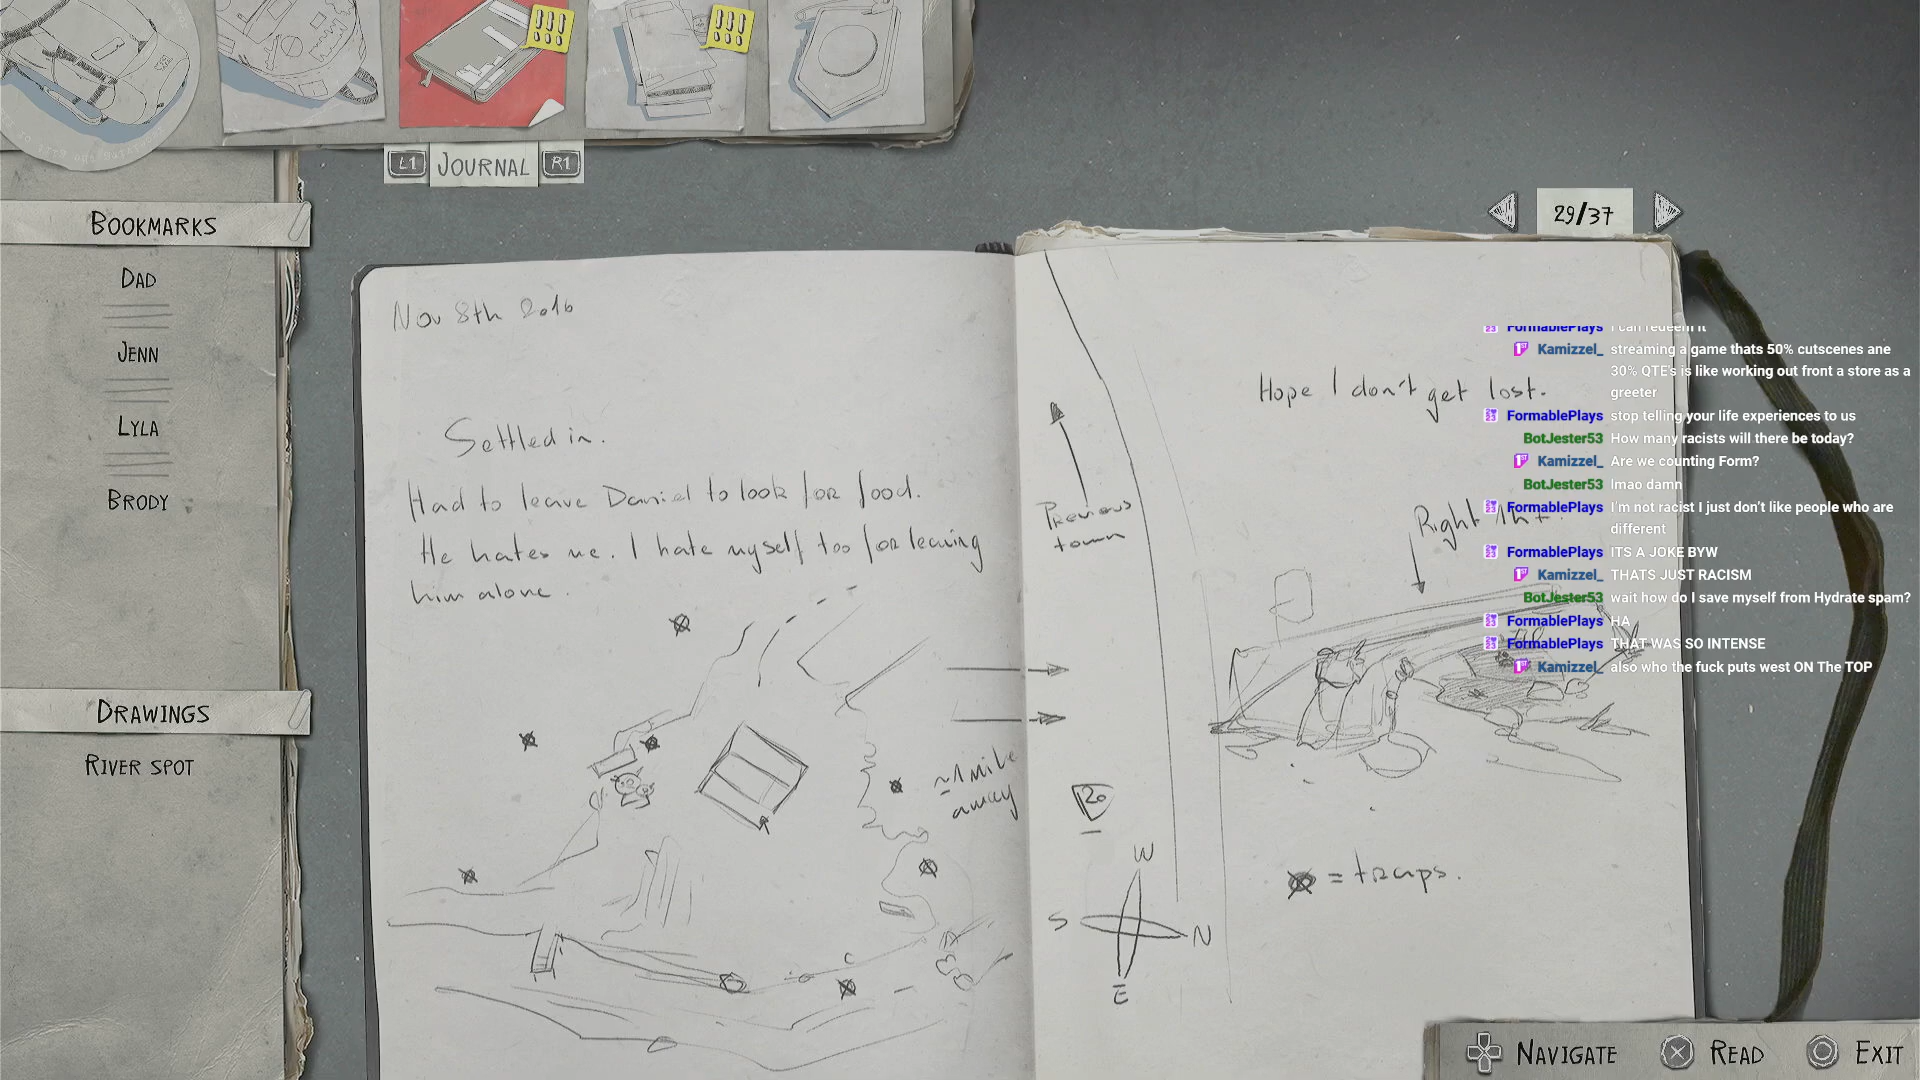 L1 JOURNAL R1
BOOKMARKS
DAD
JENN
LYLA
BRODY
DRAWINGS
RIVER SPOT
29/37
Nov 8th 2016
Settled in.
Had to leave Daniel to look for food.
He hates me. I hate myself too for leaving
him alone.
~1 Mile
away
Previous
town
20
W
S
N
E
Hope I don't get lost.
Right
= traps.
FormablePlays I can redeem it
Kamizzel_ streaming a game thats 50% cutscenes ane
30% QTE's is like working out front a store as a
greeter
FormablePlays stop telling your life experiences to us
BotJester53 How many racists will there be today?
Kamizzel_ Are we counting Form?
BotJester53 lmao damn
FormablePlays I'm not racist I just don't like people who are
different
FormablePlays ITS A JOKE BYW
Kamizzel_ THATS JUST RACISM
BotJester53 wait how do I save myself from Hydrate spam?
FormablePlays HA
FormablePlays THAT WAS SO INTENSE
Kamizzel_ also who the fuck puts west ON The TOP
NAVIGATE READ EXIT